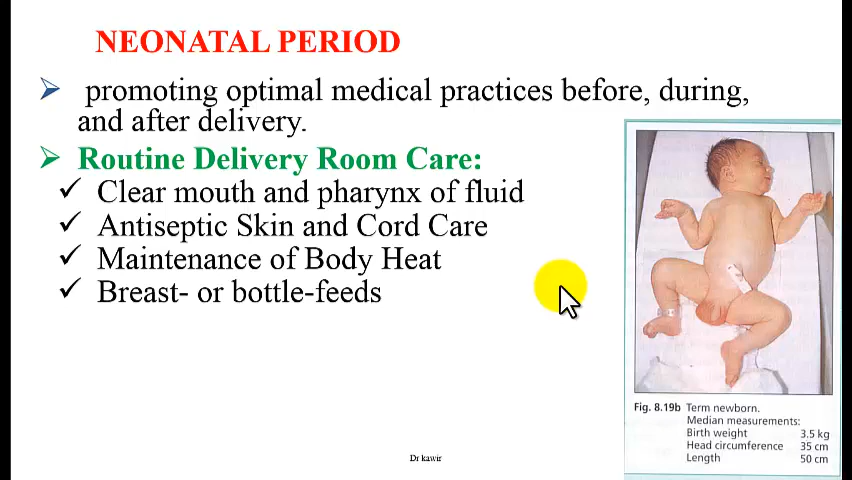 NEONATAL PERIOD
promoting optimal medical practices before, during,
and after delivery.
Routine Delivery Room Care:
Clear mouth and pharynx of fluid
Antiseptic Skin and Cord Care
Maintenance of Body Heat
Breast- or bottle-feeds
Fig. 8.19b Term newborn.
Median measurements:
Birth weight 3.5 kg
Head circumference 35 cm
Length 50 cm
Dr kawir